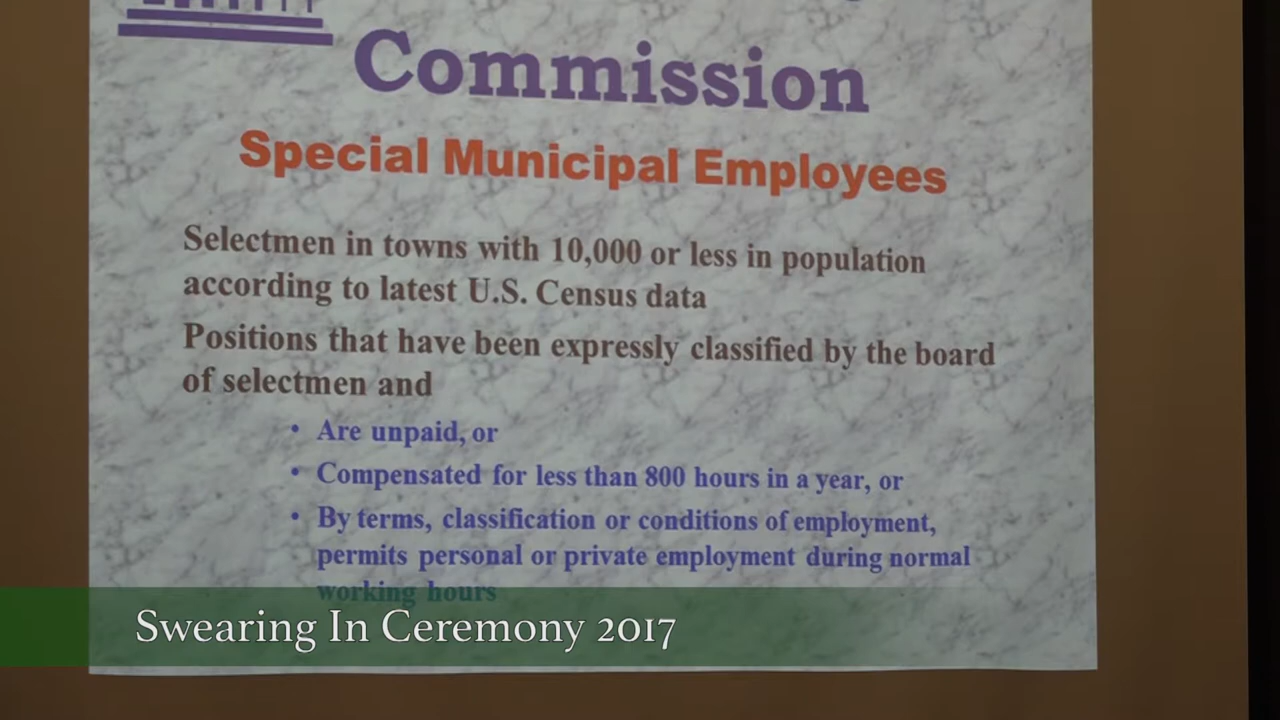 Commission
Special Municipal Employees
Selectmen in towns with 10,000 or less in population
according to latest U.S. Census data
Positions that have been expressly classified by the board
of selectmen and
• Are unpaid, or
• Compensated for less than 800 hours in a year, or
• By terms, classification or conditions of employment,
permits personal or private employment during normal
working hours
Swearing In Ceremony 2017